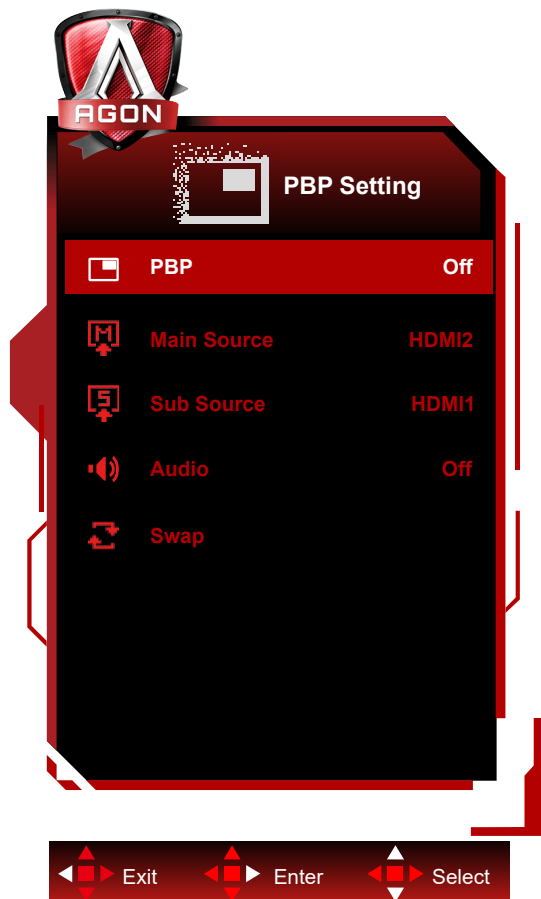 AGON
PBP Setting
PBP Off
Main Source HDMI2
Sub Source HDMI1
Audio Off
Swap
Exit Enter Select